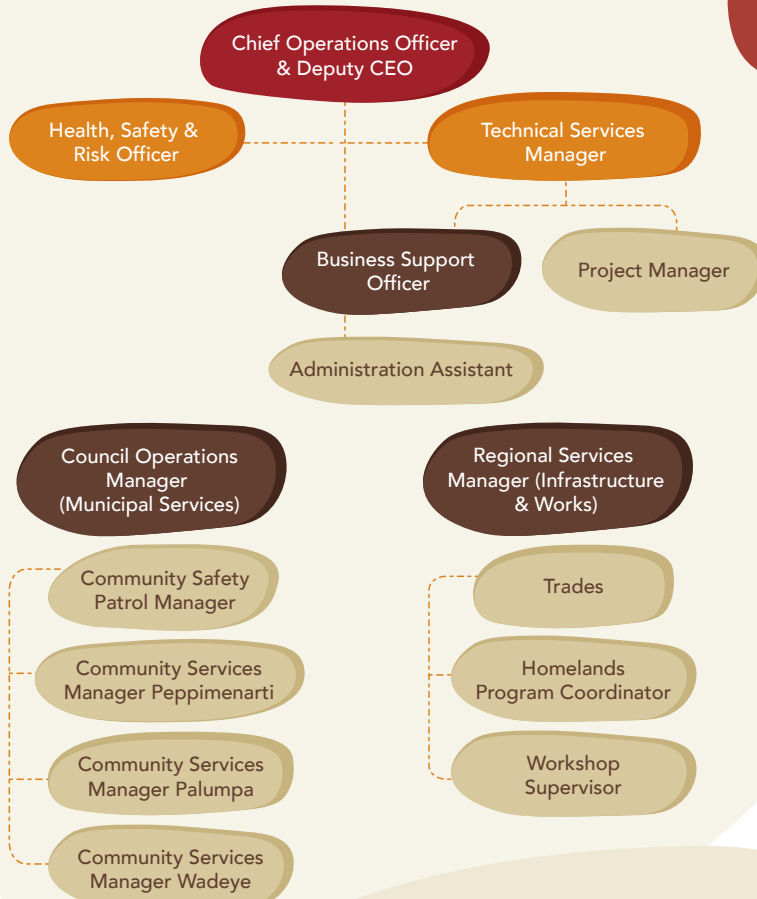 Chief Operations Officer
& Deputy CEO
Health, Safety &
Risk Officer
Technical Services
Manager
Business Support
Officer
Project Manager
Administration Assistant
Council Operations
Manager
(Municipal Services)
Regional Services
Manager (Infrastructure
& Works)
Community Safety
Patrol Manager
Trades
Community Services
Manager Peppimenarti
Homelands
Program Coordinator
Community Services
Manager Palumpa
Workshop
Supervisor
Community Services
Manager Wadeye